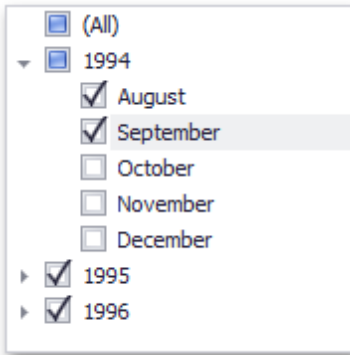 (All)
1994
August
September
October
November
December
1995
1996